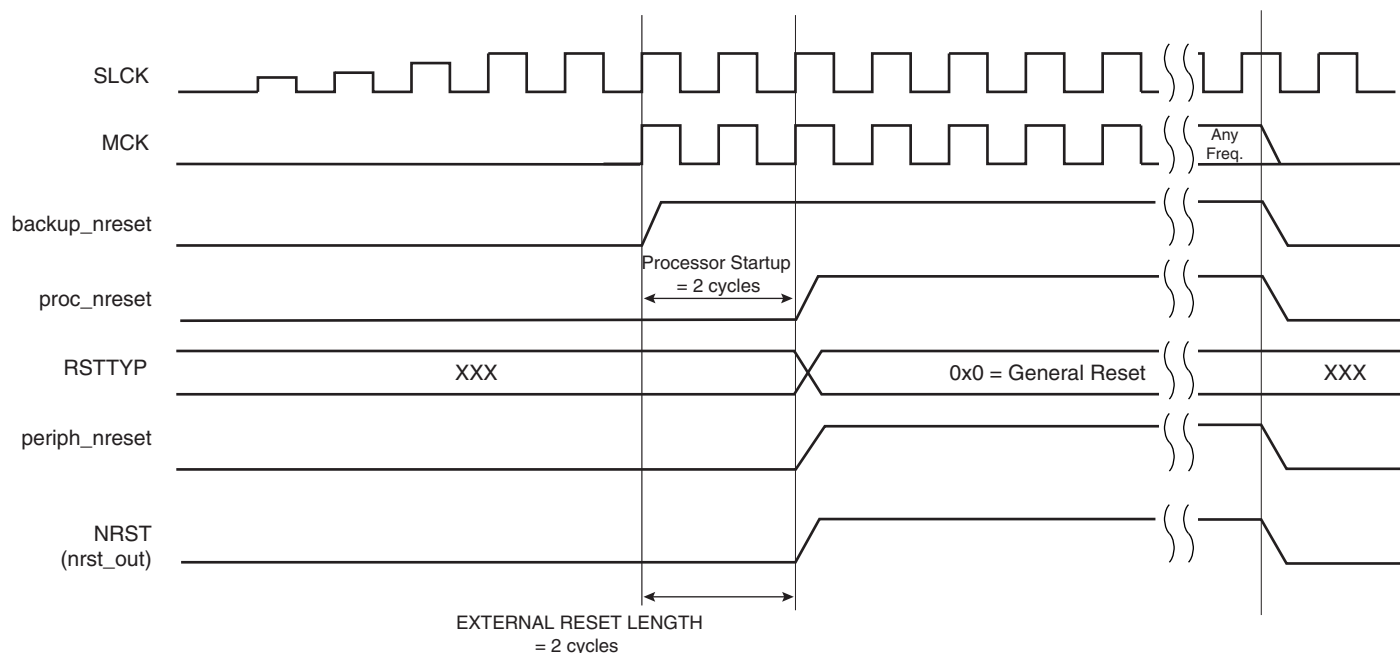 SLCK
MCK
Any
Freq.
backup_nreset
Processor Startup
= 2 cycles
proc_nreset
RSTTYP
XXX
0x0 = General Reset
XXX
periph_nreset
NRST
(nrst_out)
EXTERNAL RESET LENGTH
= 2 cycles